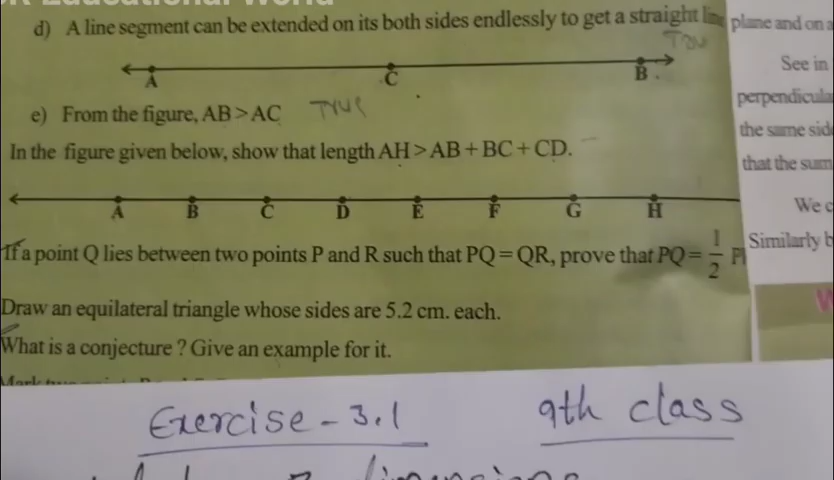 Educational World
d) A line segment can be extended on its both sides endlessly to get a straight line
True
A C B
e) From the figure, AB > AC True
In the figure given below, show that length AH > AB + BC + CD.
A B C D E F G H
If a point Q lies between two points P and R such that PQ = QR, prove that PQ = 1/2 P
Draw an equilateral triangle whose sides are 5.2 cm. each.
What is a conjecture ? Give an example for it.
plane and on a
See in
perpendicula
the same side
that the sum
We c
Similarly b
W
Exercise - 3.1 9th class
dimensions